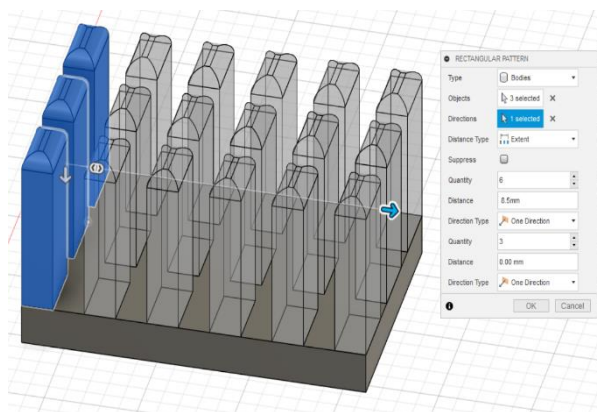 RECTANGULAR PATTERN
Type Bodies
Objects 3 selected
Directions 1 selected
Distance Type Extent
Suppress
Quantity 6
Distance 8.5mm
Direction Type One Direction
Quantity 3
Distance 8.00 mm
Direction Type One Direction
OK Cancel